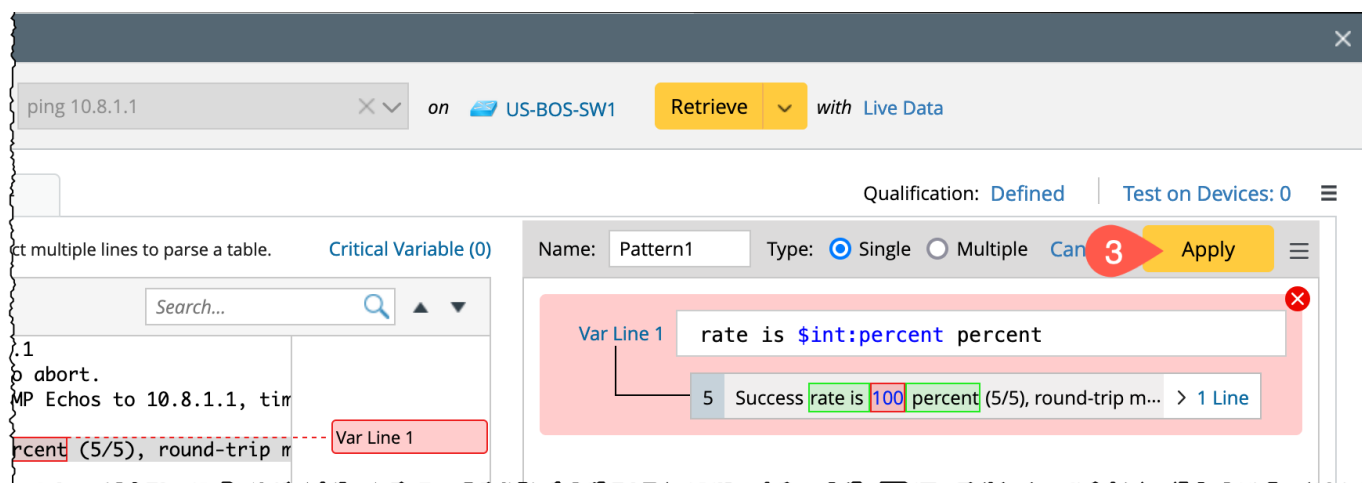 ping 10.8.1.1 on US-BOS-SW1 Retrieve with Live Data
Qualification: Defined Test on Devices: 0
ct multiple lines to parse a table. Critical Variable (0)
Name: Pattern1 Type: Single Multiple Can 3 Apply
Search...
Var Line 1 rate is $int:percent percent
5 Success rate is 100 percent (5/5), round-trip m... > 1 Line
.1
o abort.
MP Echos to 10.8.1.1, tim
rcent (5/5), round-trip m
Var Line 1